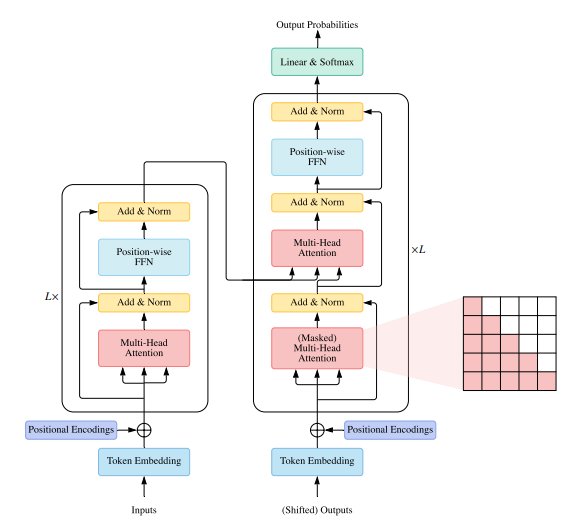 Output Probabilities
Linear & Softmax
Add & Norm
Position-wise
FFN
Add & Norm
Multi-Head
Attention
×L
Add & Norm
(Masked)
Multi-Head
Attention
Positional Encodings
Token Embedding
(Shifted) Outputs
Add & Norm
Position-wise
FFN
L×
Add & Norm
Multi-Head
Attention
Positional Encodings
Token Embedding
Inputs